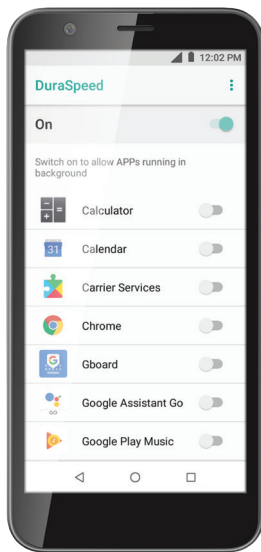 12:02 PM
DuraSpeed
On
Switch on to allow APPs running in
background
Calculator
31 Calendar
Carrier Services
Chrome
G Gboard
GO Google Assistant Go
Google Play Music